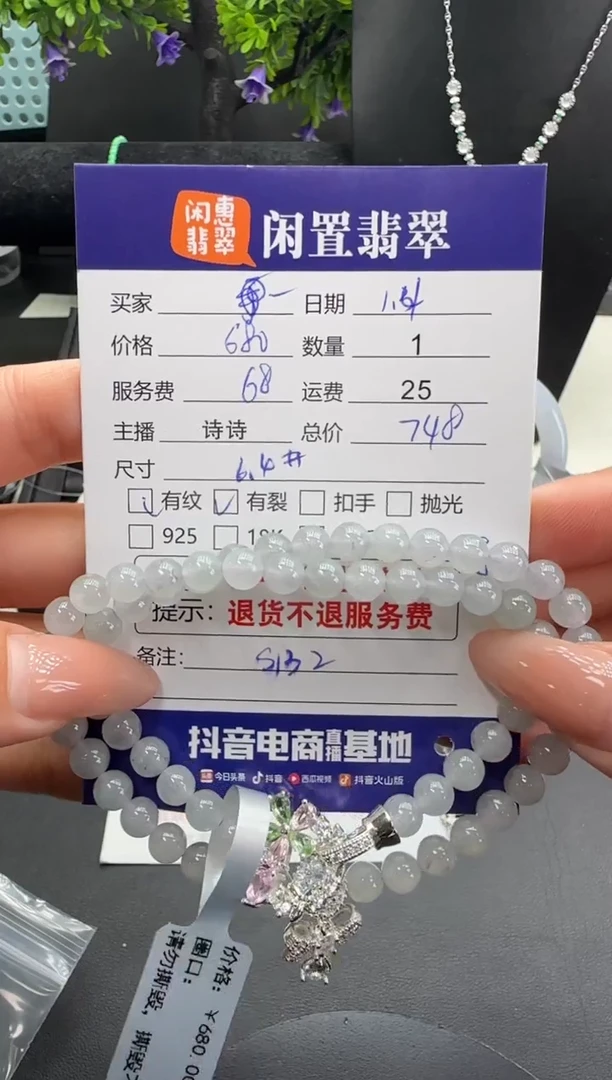 闲惠翡翠 闲置翡翠
买家 一 日期
价格 680 数量 1
服务费 68 运费 25
主播 诗诗 总价 748
尺寸 6.4#
有纹 有裂 扣手 抛光
925
提示：退货不退服务费
备注：
抖音电商直播基地
今日头条 抖音 西瓜视频 抖音火山版
价格：￥680.00
圈口：
请勿撕毁，撕毁